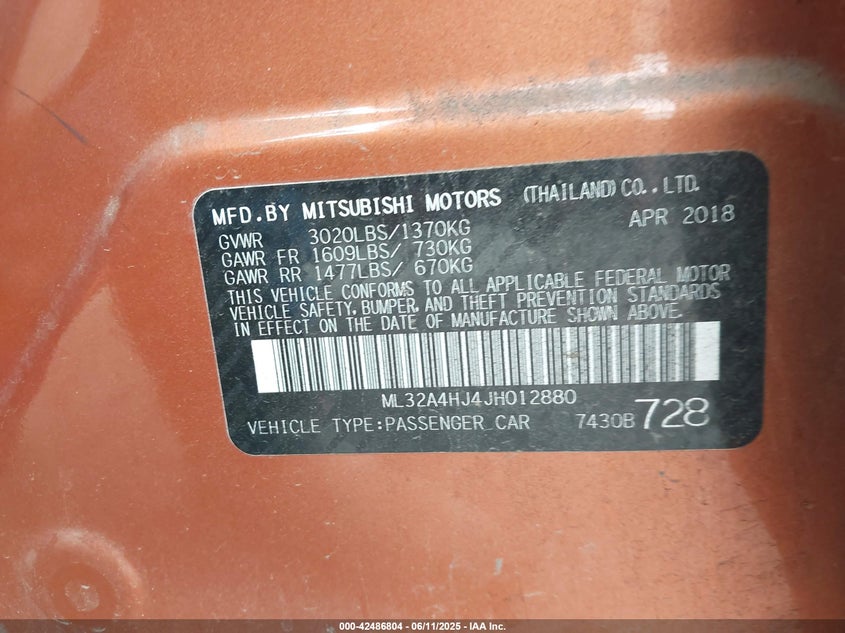 MFD.BY MITSUBISHI MOTORS (THAILAND) CO., LTD.
GVWR 3020LBS/1370KG APR 2018
GAWR FR 1609LBS/ 730KG
GAWR RR 1477LBS/ 670KG
THIS VEHICLE CONFORMS TO ALL APPLICABLE FEDERAL MOTOR
VEHICLE SAFETY, BUMPER, AND THEFT PREVENTION STANDARDS
IN EFFECT ON THE DATE OF MANUFACTURE SHOWN ABOVE.
ML32A4HJ4JH012880
VEHICLE TYPE:PASSENGER CAR 7430B 728
000-42486804 - 06/11/2025 - IAA Inc.